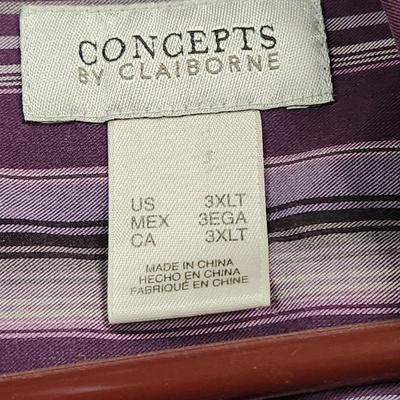 CONCEPTS
BY CLAIBORNE
US 3XLT
MEX 3EGA
CA 3XLT
MADE IN CHINA
HECHO EN CHINA
FABRIQUÉ EN CHINE